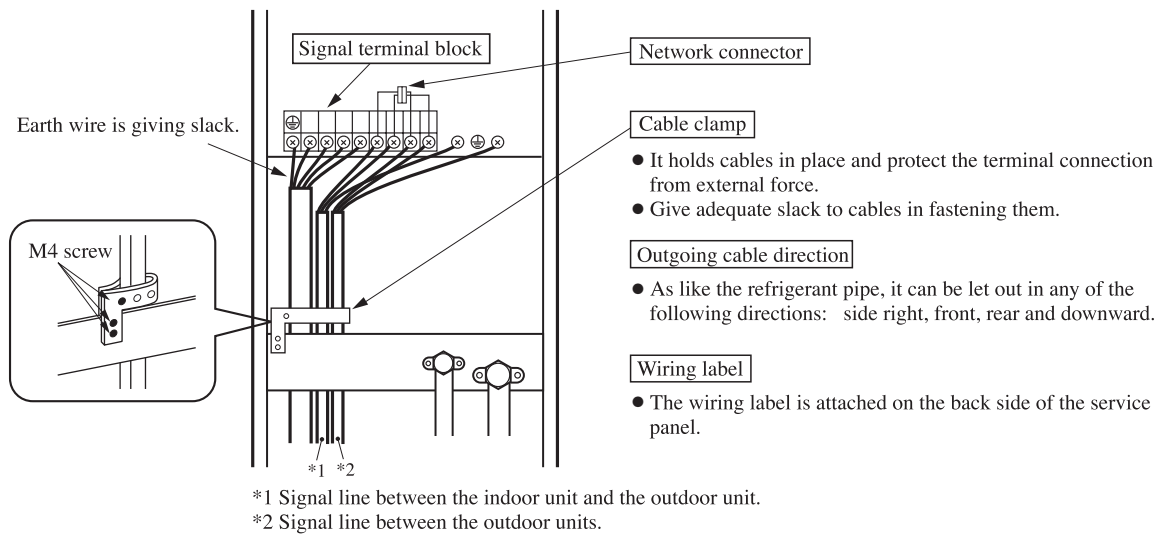 Signal terminal block
Network connector
Earth wire is giving slack.
Cable clamp
● It holds cables in place and protect the terminal connection
from external force.
● Give adequate slack to cables in fastening them.
M4 screw
Outgoing cable direction
● As like the refrigerant pipe, it can be let out in any of the
following directions: side right, front, rear and downward.
Wiring label
● The wiring label is attached on the back side of the service
panel.
*1 *2
*1 Signal line between the indoor unit and the outdoor unit.
*2 Signal line between the outdoor units.